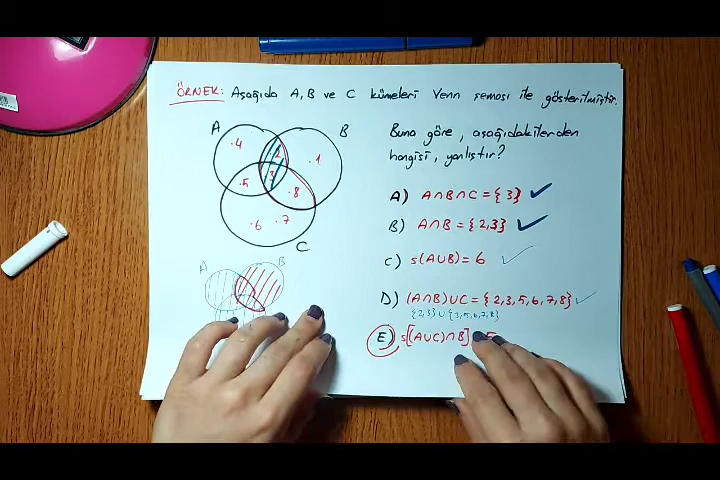 ÖRNEK: Aşağıda A, B ve C kümeleri Venn şeması ile gösterilmiştir.
Buna göre, aşağıdakilerden
hangisi, yanlıştır?
A
B
.4
.2
.1
.3
.5
.8
.6
.7
C
A) A∩B∩C = {3}
B) A∩B = {2,3}
C) s(A∪B) = 6
D) (A∩B)∪C = {2,3,5,6,7,8}
{2,3} ∪ {3,5,6,7,8}
E) s[(A∪C)∩B]
A
B